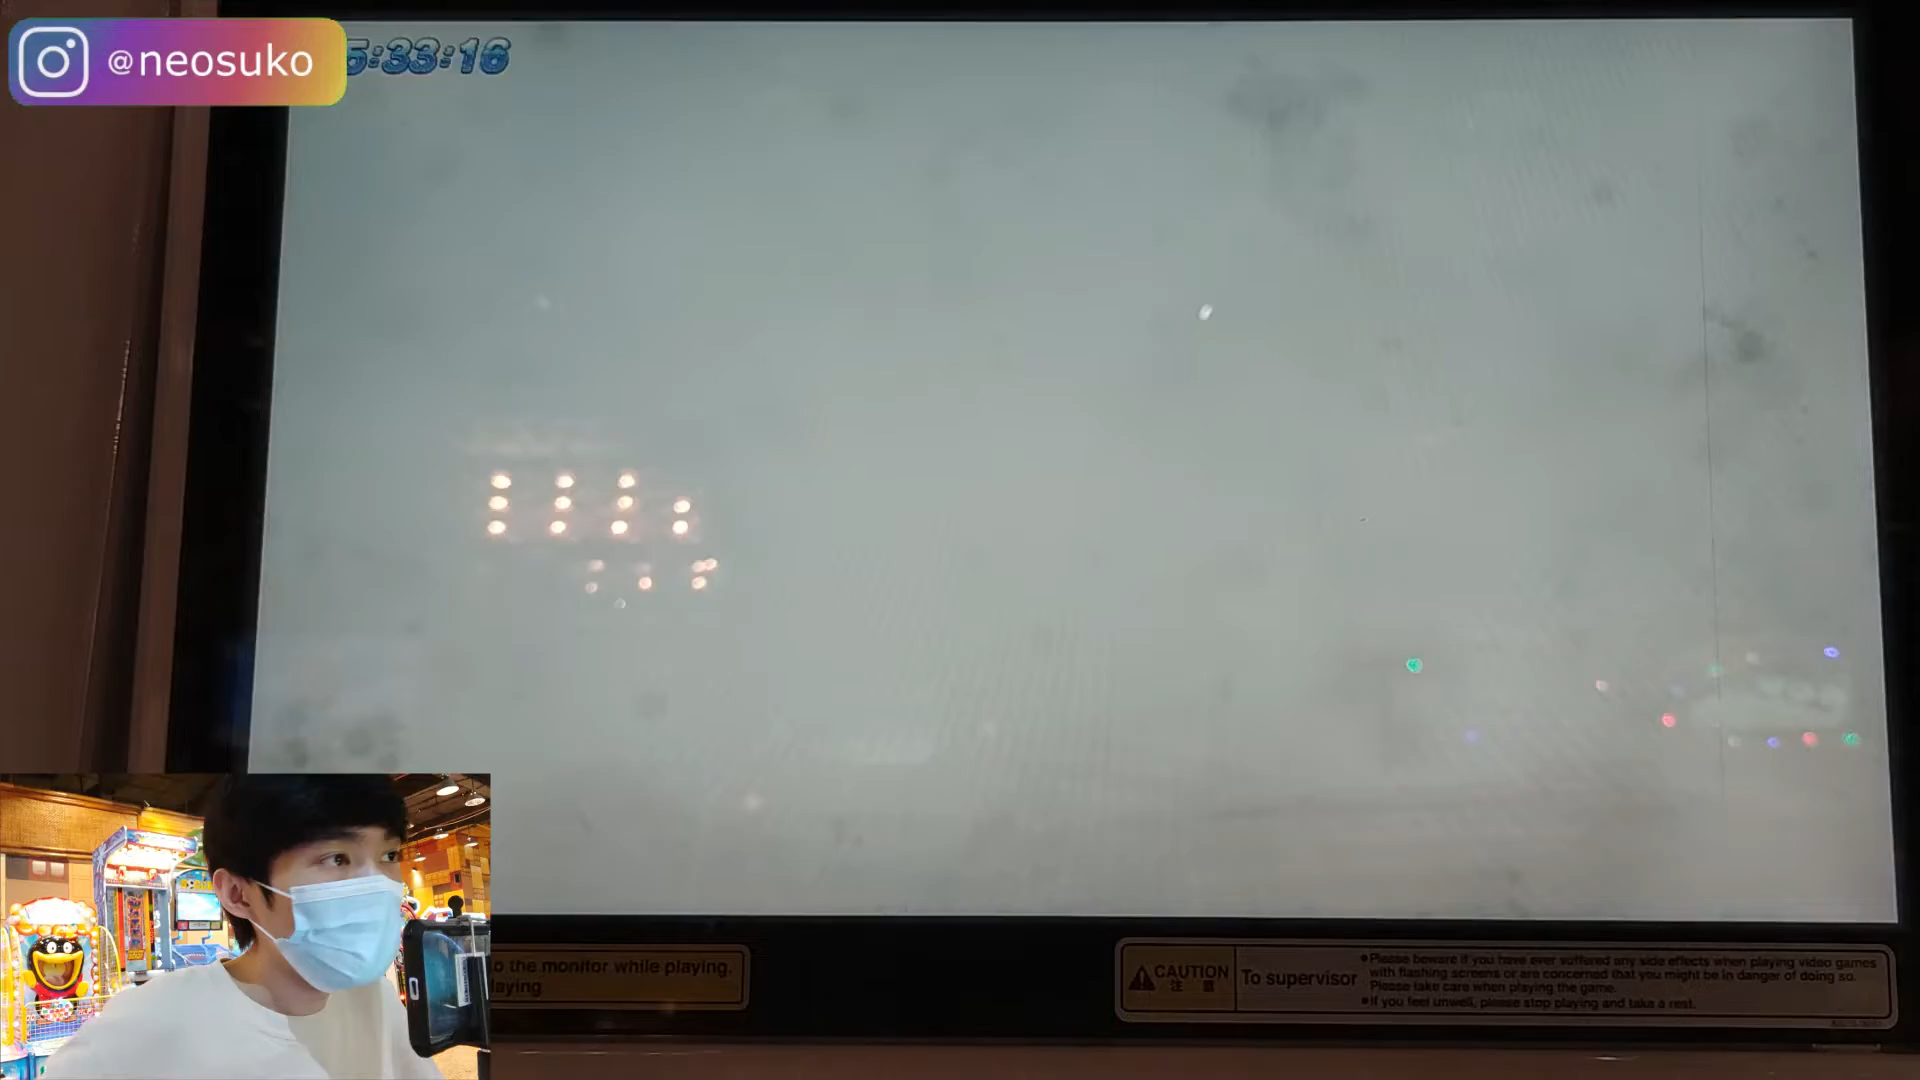 @neosuko
5:33:16
o the monitor while playing.
laying
CAUTION
注 意
To supervisor
•Please beware if you have ever suffered any side effects when playing video games
with flashing screens or are concerned that you might be in danger of doing so.
Please take care when playing the game.
•If you feel unwell, please stop playing and take a rest.